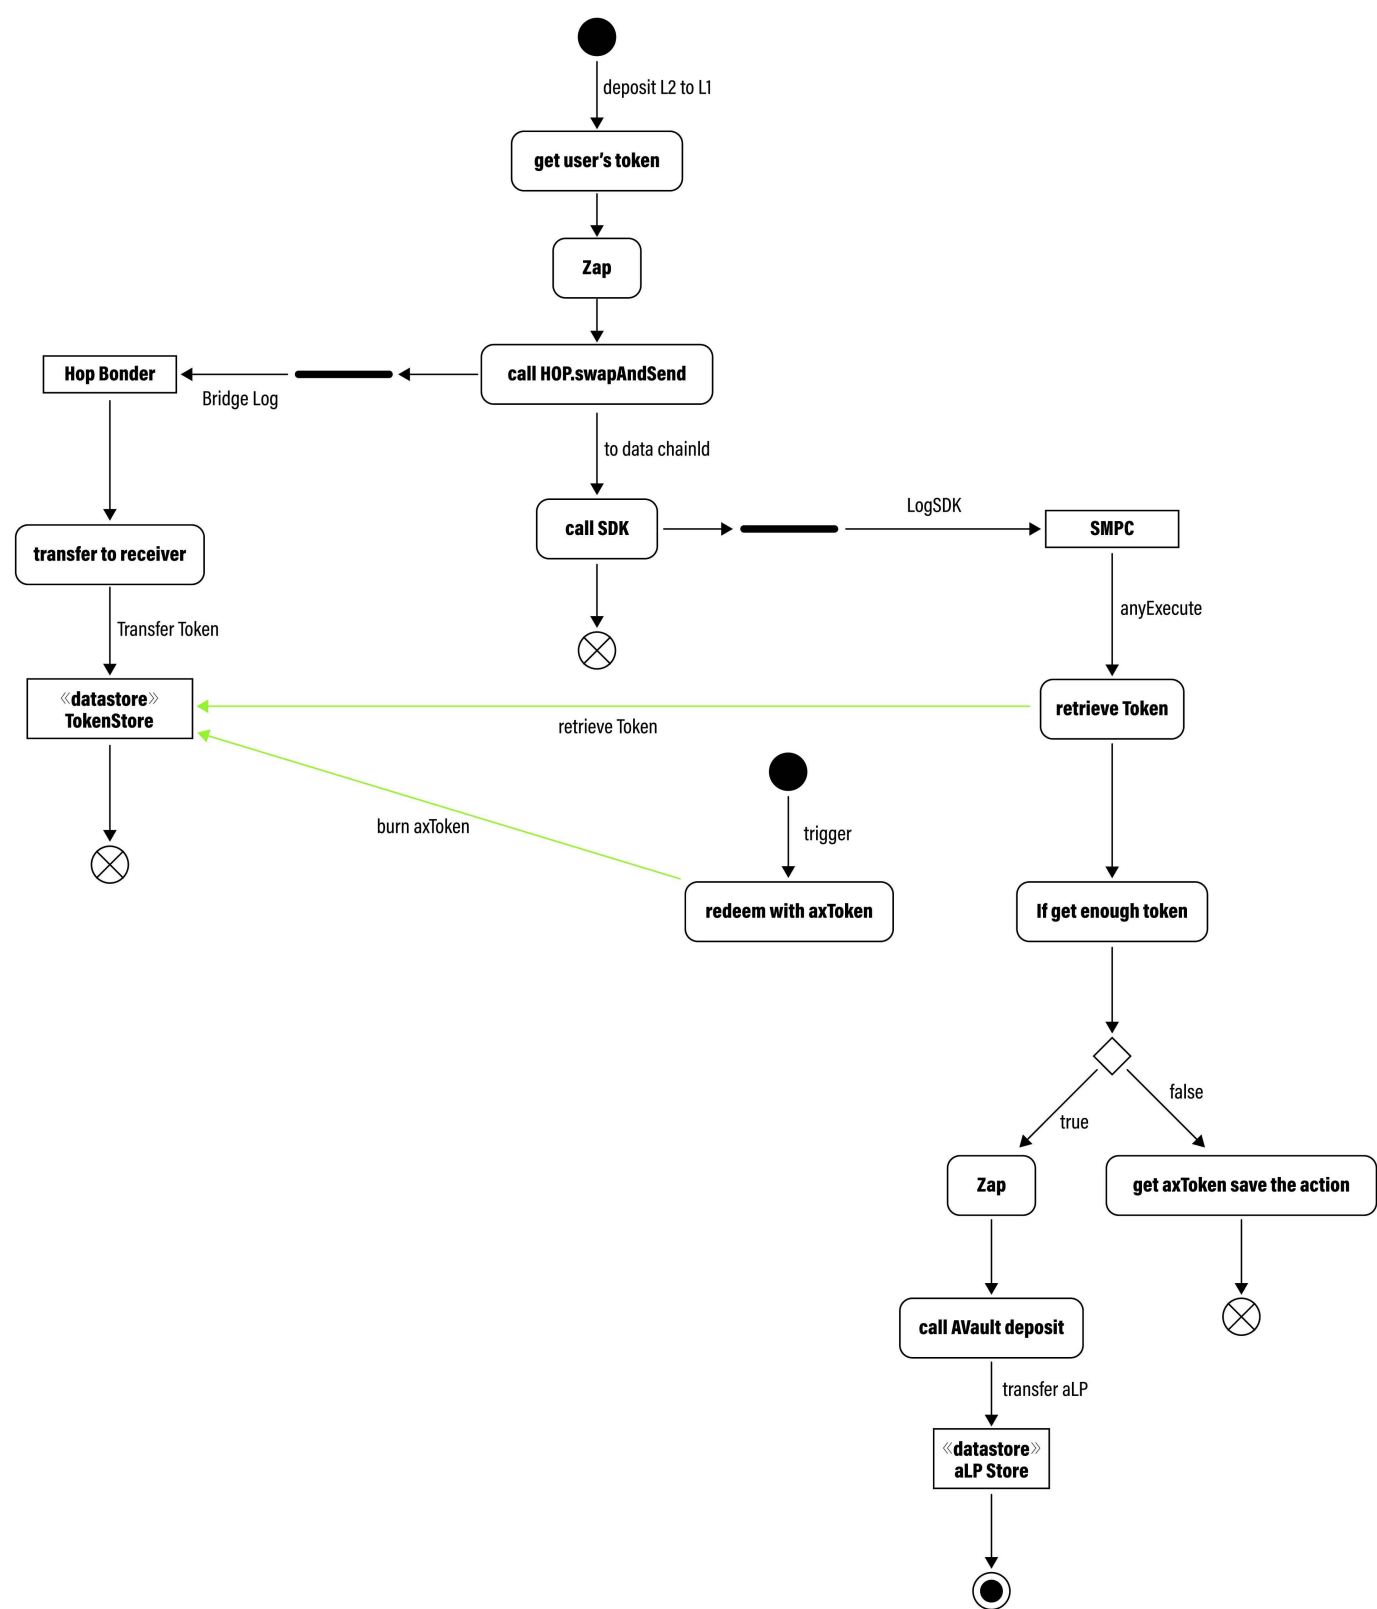 deposit L2 to L1
get user's token
Zap
call HOP.swapAndSend
Hop Bonder
Bridge Log
to data chainId
call SDK
LogSDK
SMPC
transfer to receiver
anyExecute
Transfer Token
《datastore》
TokenStore
retrieve Token
retrieve Token
trigger
burn axToken
redeem with axToken
If get enough token
true
false
Zap
get axToken save the action
call AVault deposit
transfer aLP
《datastore》
aLP Store